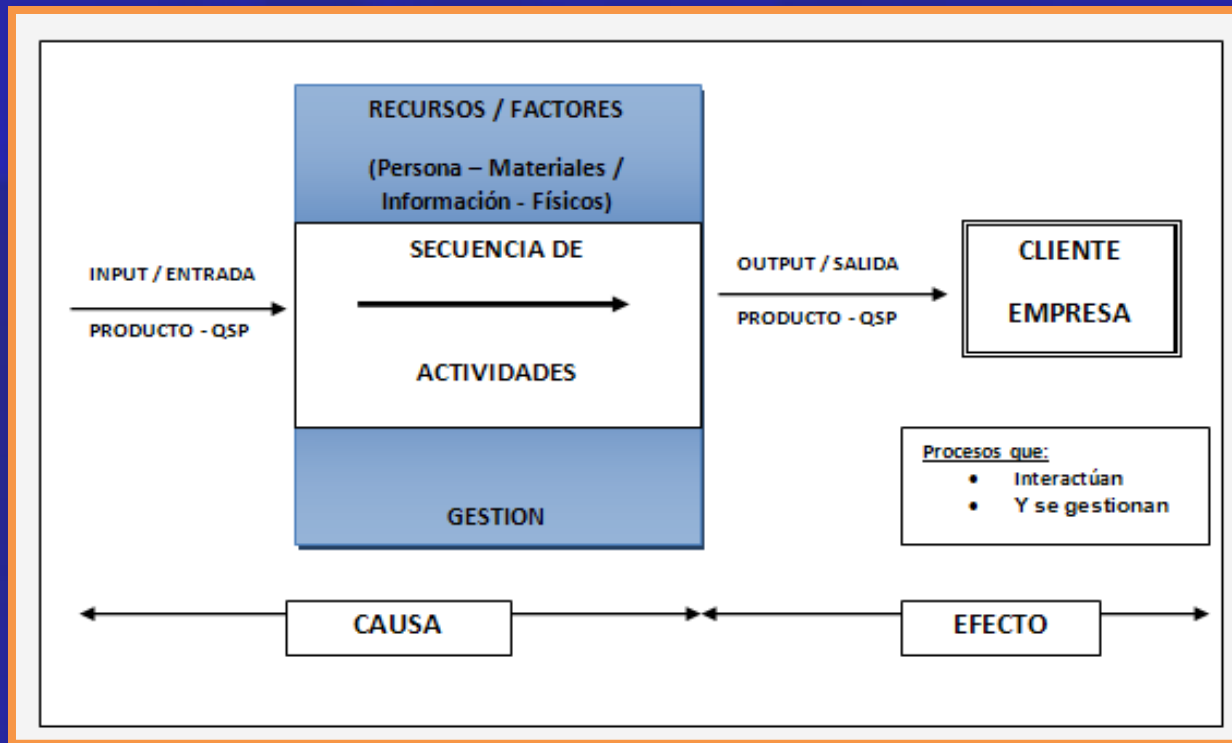 RECURSOS / FACTORES
(Persona – Materiales /
Información - Físicos)
SECUENCIA DE
ACTIVIDADES
GESTION
INPUT / ENTRADA
PRODUCTO - QSP
OUTPUT / SALIDA
PRODUCTO - QSP
CLIENTE
EMPRESA
Procesos que:
• Interactúan
• Y se gestionan
CAUSA
EFECTO